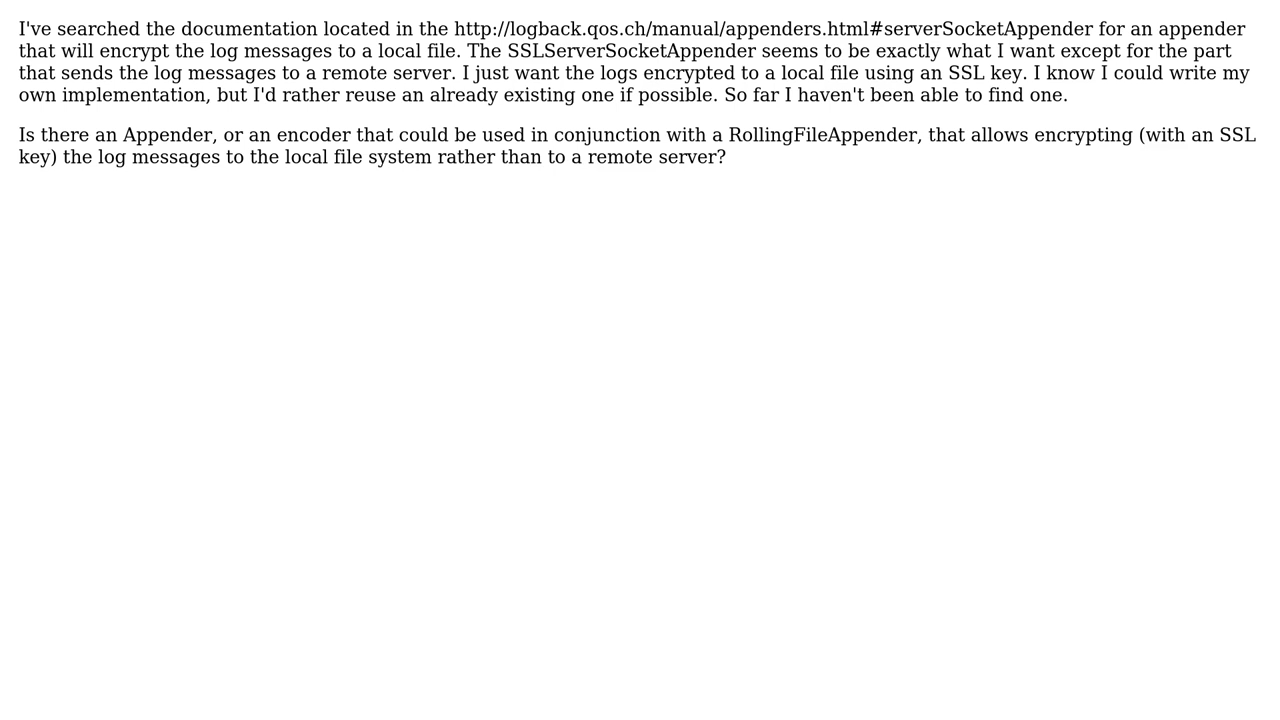 I've searched the documentation located in the http://logback.qos.ch/manual/appenders.html#serverSocketAppender for an appender
that will encrypt the log messages to a local file. The SSLServerSocketAppender seems to be exactly what I want except for the part
that sends the log messages to a remote server. I just want the logs encrypted to a local file using an SSL key. I know I could write my
own implementation, but I'd rather reuse an already existing one if possible. So far I haven't been able to find one.
Is there an Appender, or an encoder that could be used in conjunction with a RollingFileAppender, that allows encrypting (with an SSL
key) the log messages to the local file system rather than to a remote server?